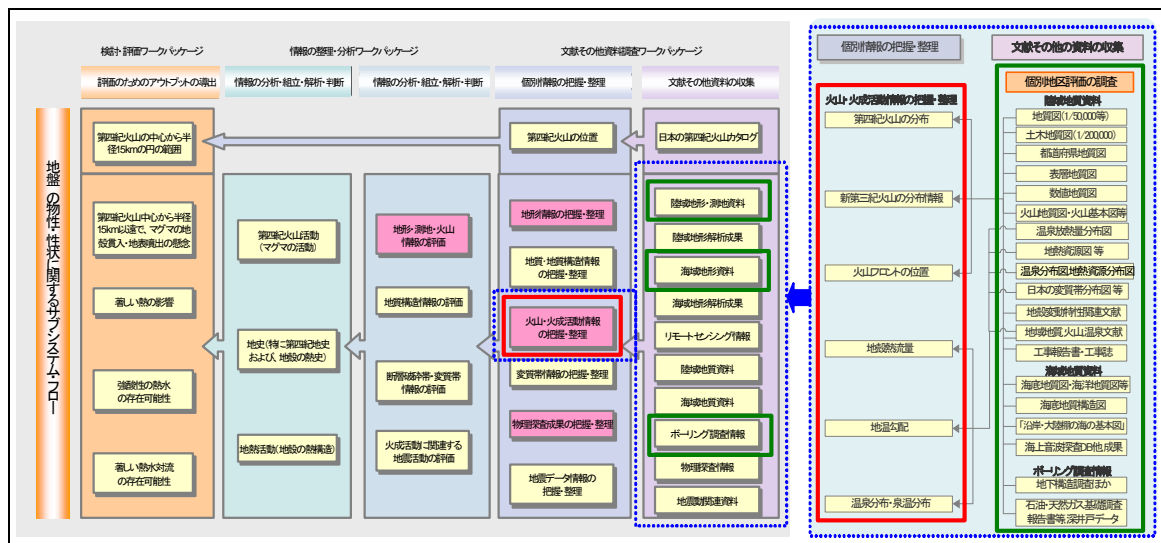 検討・評価ワークパッケージ
情報の整理・分析ワークパッケージ
文献その他資料調査ワークパッケージ
評価のためのアウトプットの導出
情報の分析・組立・解析・判断
情報の分析・組立・解析・判断
個別情報の把握・整理
文献その他資料の収集
地盤の物性・性状に関するサブシステム・フロー
第四紀火山の中心から半
径15kmの円の範囲
第四紀火山の位置
日本の第四紀火山カタログ
第四紀火山中心から半径
15km以遠で、マグマの地
殻貫入・地表噴出の懸念
著しい熱の影響
強酸性の熱水
の存在可能性
著しい熱水対流
の存在可能性
第四紀火山活動
(マグマの活動)
地史(特に第四紀地史
および、地殻の熱史)
地熱活動(地殻の熱構造)
地形・測地・火山
情報の評価
地質構造情報の評価
断層破砕帯・変質帯
情報の評価
火成活動に関連する
地震活動の評価
地形情報の把握・整理
地質・地質構造情報
の把握・整理
火山・火成活動情報
の把握・整理
変質帯情報の把握・整理
物理探査成果の把握・整理
地震データ情報の
把握・整理
陸域地形・測地資料
陸域地形解析成果
海域地形資料
海域地形解析成果
リモートセンシング情報
陸域地質資料
海域地質資料
ボーリング調査情報
物理探査情報
地震動関連資料
個別情報の把握・整理
火山・火成活動情報の把握・整理
第四紀火山の分布
新第三紀火山の分布情報
火山フロントの位置
地殻熱流量
地温勾配
温泉分布・泉温分布
文献その他の資料の収集
個別地区評価の調査
陸域地質資料
地質図(1/50,000等)
土木地質図(1/200,000)
都道府県地質図
表層地質図
数値地質図
火山地質図・火山基本図等
温泉放熱量分布図
地熱資源図 等
温泉分布図,地熱資源分布図
日本の変質帯分布図 等
地域地質,火山,温泉文献
工事報告書・工事誌
海域地質資料
海底地質図・海洋地質図等
海底地質構造図
「沿岸・大陸棚の海の基本図」
海上音波探査DB他成果
ボーリング調査情報
地下構造調査ほか
石油・天然ガス基礎調査
報告書等,深井戸データ